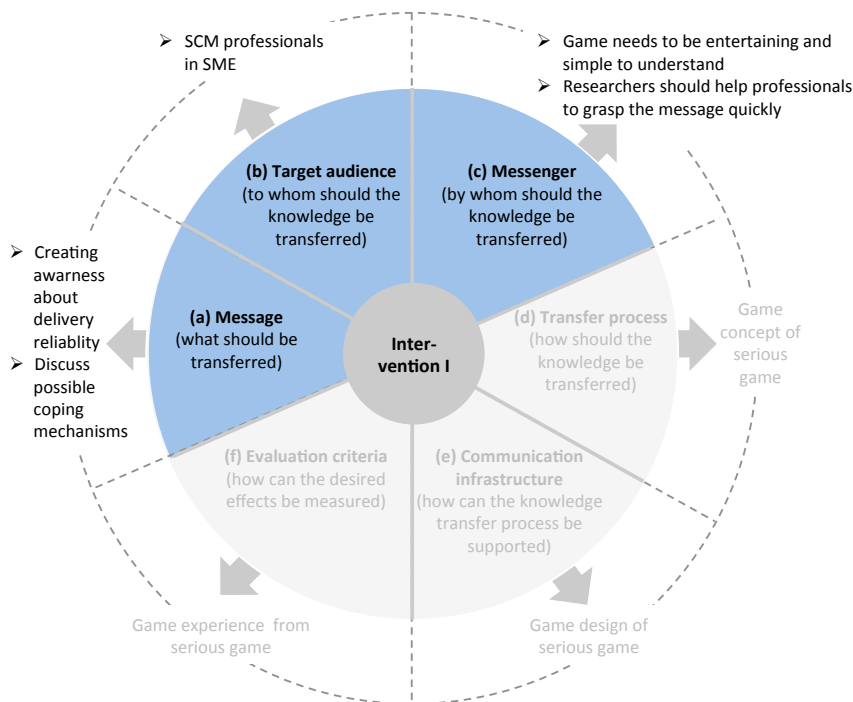 ➢ SCM professionals
in SME
➢ Game needs to be entertaining and
simple to understand
➢ Researchers should help professionals
to grasp the message quickly
(b) Target audience
(to whom should the
knowledge be
transferred)
(c) Messenger
(by whom should the
knowledge be
transferred)
➢ Creating
awarness
about
delivery
reliablity
➢ Discuss
possible
coping
mechanisms
(a) Message
(what should be
transferred)
Inter-
vention I
(d) Transfer process
(how should the
knowledge be
transferred)
Game
concept of
serious
game
(f) Evaluation criteria
(how can the desired
effects be measured)
(e) Communication
infrastructure
(how can the knowledge
transfer process be
supported)
Game experience from
serious game
Game design of
serious game